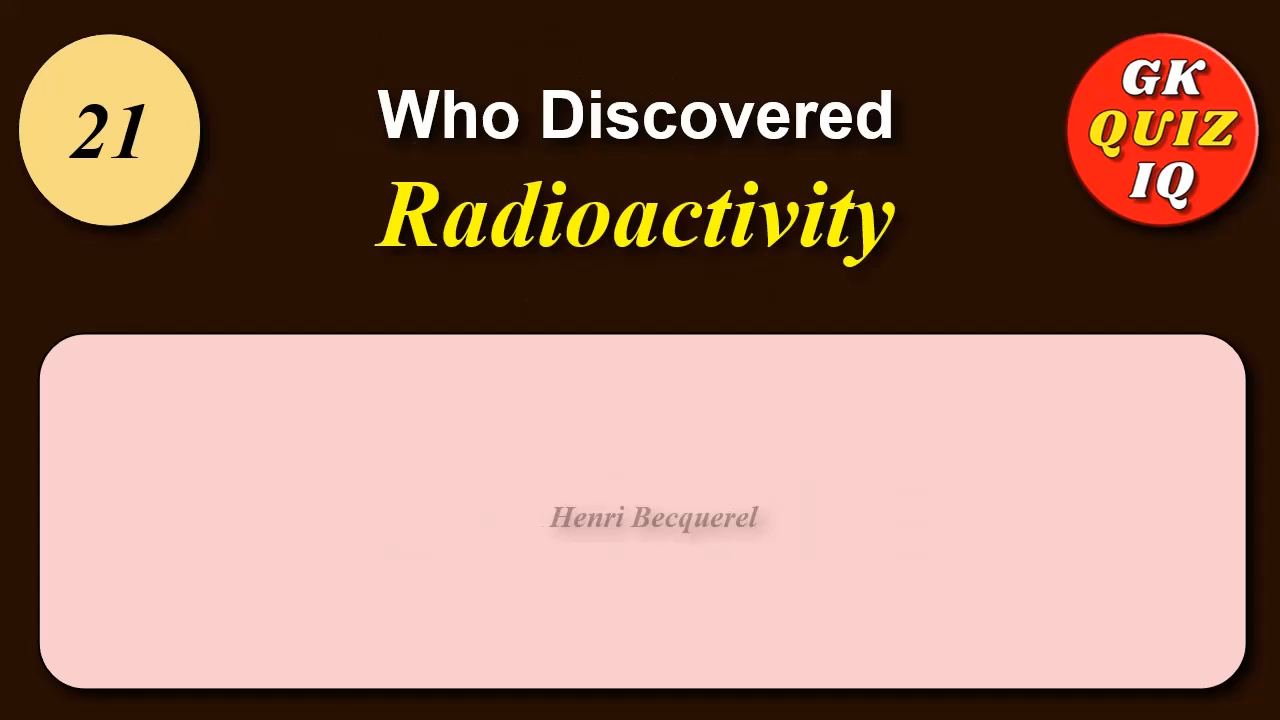 21
Who Discovered
Radioactivity
GK
QUIZ
IQ
Henri Becquerel